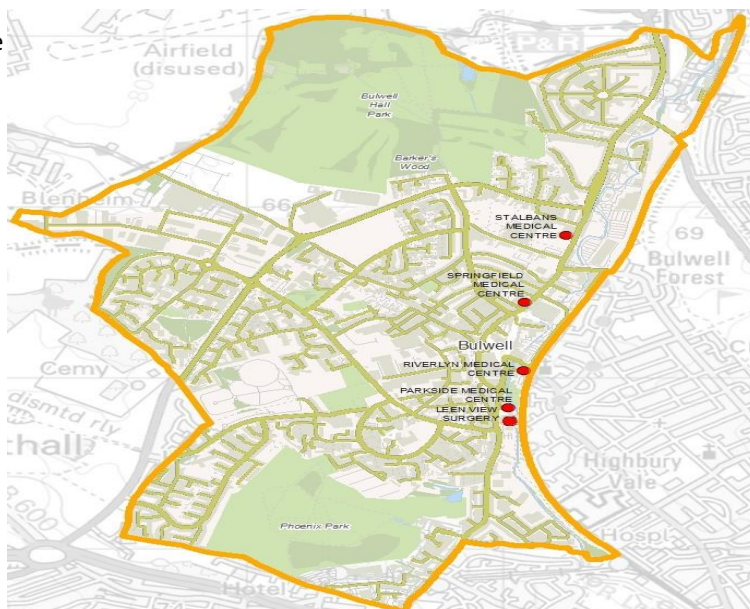 e
Airfield
(disused)
P&R
80
Bulwell
Hall
Park
Barker's
Wood
Blenheim
66
STALBANS
MEDICAL
CENTRE
69
Bulwell
Forest
SPRINGFIELD
MEDICAL
CENTRE
Bulwell
Cemy
RIVERLYN MEDICAL
CENTRE
PARKSIDE MEDICAL
CENTRE
LEEN VIEW
SURGERY
dismtd rly
hall
Highbury
Vale
Phoenix Park
Hospl
Hotel